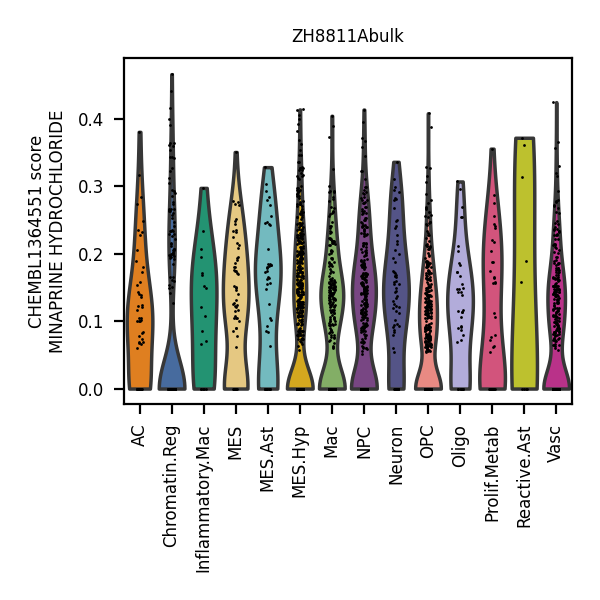 ZH8811Abulk
CHEMBL1364551 score
MINAPRINE HYDROCHLORIDE
0.4
0.3
0.2
0.1
0.0
AC
Chromatin.Reg
Inflammatory.Mac
MES
MES.Ast
MES.Hyp
Mac
NPC
Neuron
OPC
Oligo
Prolif.Metab
Reactive.Ast
Vasc